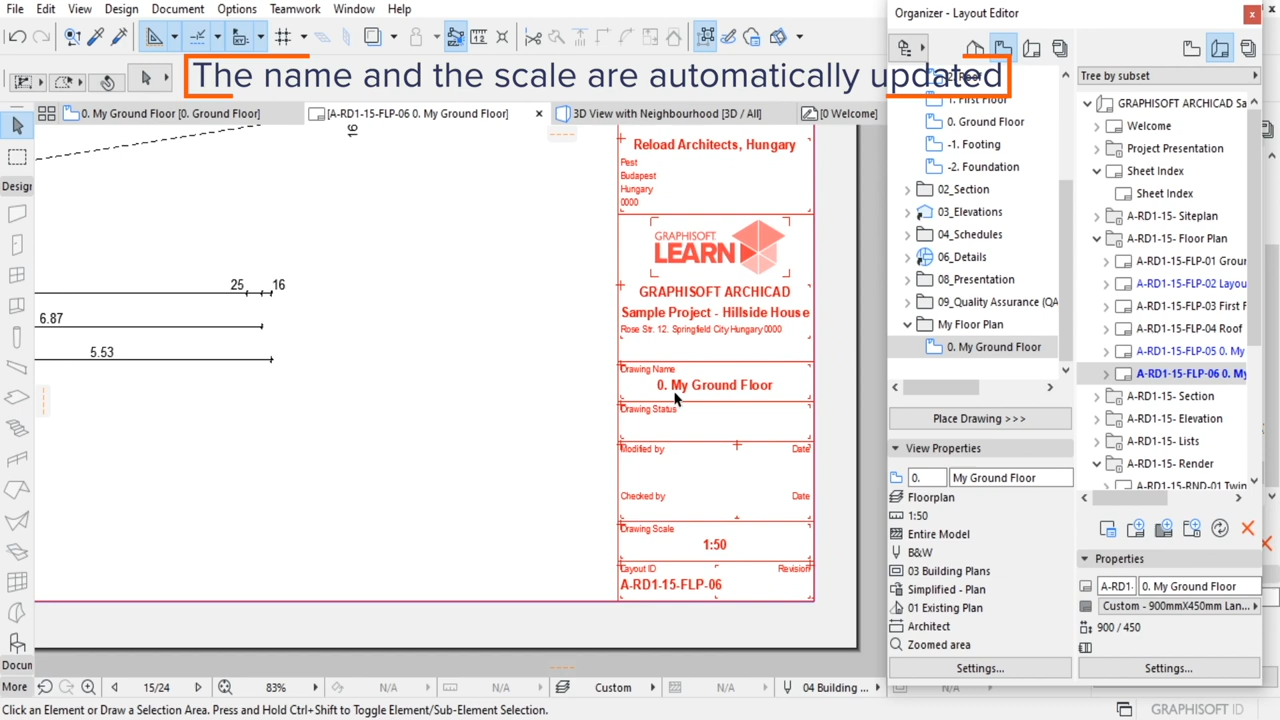 File Edit View Design Document Options Teamwork Window Help
Organizer - Layout Editor
The name and the scale are automatically updated
0. My Ground Floor [0. Ground Floor]
[A-RD1-15-FLP-06 0. My Ground Floor]
3D View with Neighbourhood [3D / All]
[0 Welcome]
Design
Docun
More
16
25
16
6.87
5.53
Reload Architects, Hungary
Pest
Budapest
Hungary
0000
GRAPHISOFT.
LEARN
GRAPHISOFT ARCHICAD
Sample Project - Hillside House
Rose Str. 12. Springfield City Hungary 0000
Drawing Name
0. My Ground Floor
Drawing Status
Modified by Date
Checked by Date
Drawing Scale
1:50
Layout ID Revision
A-RD1-15-FLP-06
1. First Floor
0. Ground Floor
-1. Footing
-2. Foundation
02_Section
03_Elevations
04_Schedules
06_Details
08_Presentation
09_Quality Assurance (QA
My Floor Plan
0. My Ground Floor
Place Drawing >>>
View Properties
0. My Ground Floor
Floorplan
1:50
Entire Model
B&W
03 Building Plans
Simplified - Plan
01 Existing Plan
Architect
Zoomed area
Settings...
Tree by subset
GRAPHISOFT ARCHICAD Sa
Welcome
Project Presentation
Sheet Index
Sheet Index
A-RD1-15- Siteplan
A-RD1-15- Floor Plan
A-RD1-15-FLP-01 Grour
A-RD1-15-FLP-02 Layou
A-RD1-15-FLP-03 First F
A-RD1-15-FLP-04 Roof
A-RD1-15-FLP-05 0. My
A-RD1-15-FLP-06 0. My
A-RD1-15- Section
A-RD1-15- Elevation
A-RD1-15- Lists
A-RD1-15- Render
A-RD1-15-RND-01 Twin
Properties
A-RD1- 0. My Ground Floor
Custom - 900mmX450mm Lan...
900 / 450
Settings...
15/24
83%
N/A
N/A
Custom
N/A
04 Building ...
N/A
Click an Element or Draw a Selection Area. Press and Hold Ctrl+Shift to Toggle Element/Sub-Element Selection.
GRAPHISOFT ID